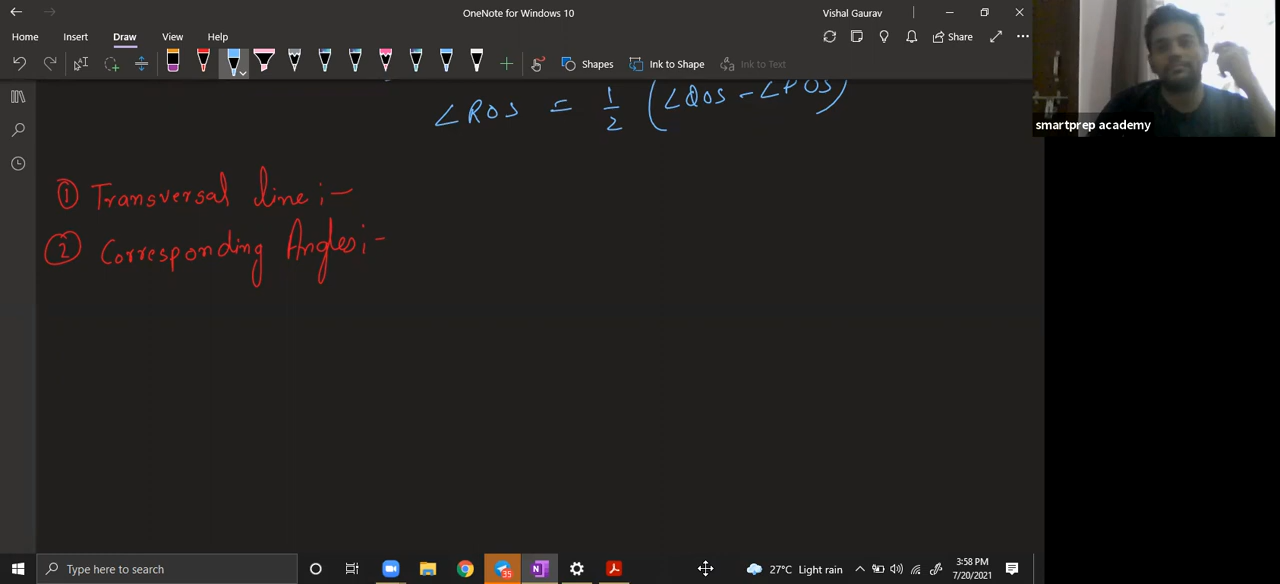 OneNote for Windows 10
Vishal Gaurav
Home Insert Draw View Help
Share
Shapes Ink to Shape Ink to Text
∠ROS = 1/2 (∠QOS - ∠POS)
smartprep academy
① Transversal line :-
② Corresponding Angles :-
Type here to search
35
27°C Light rain
3:58 PM
7/20/2021